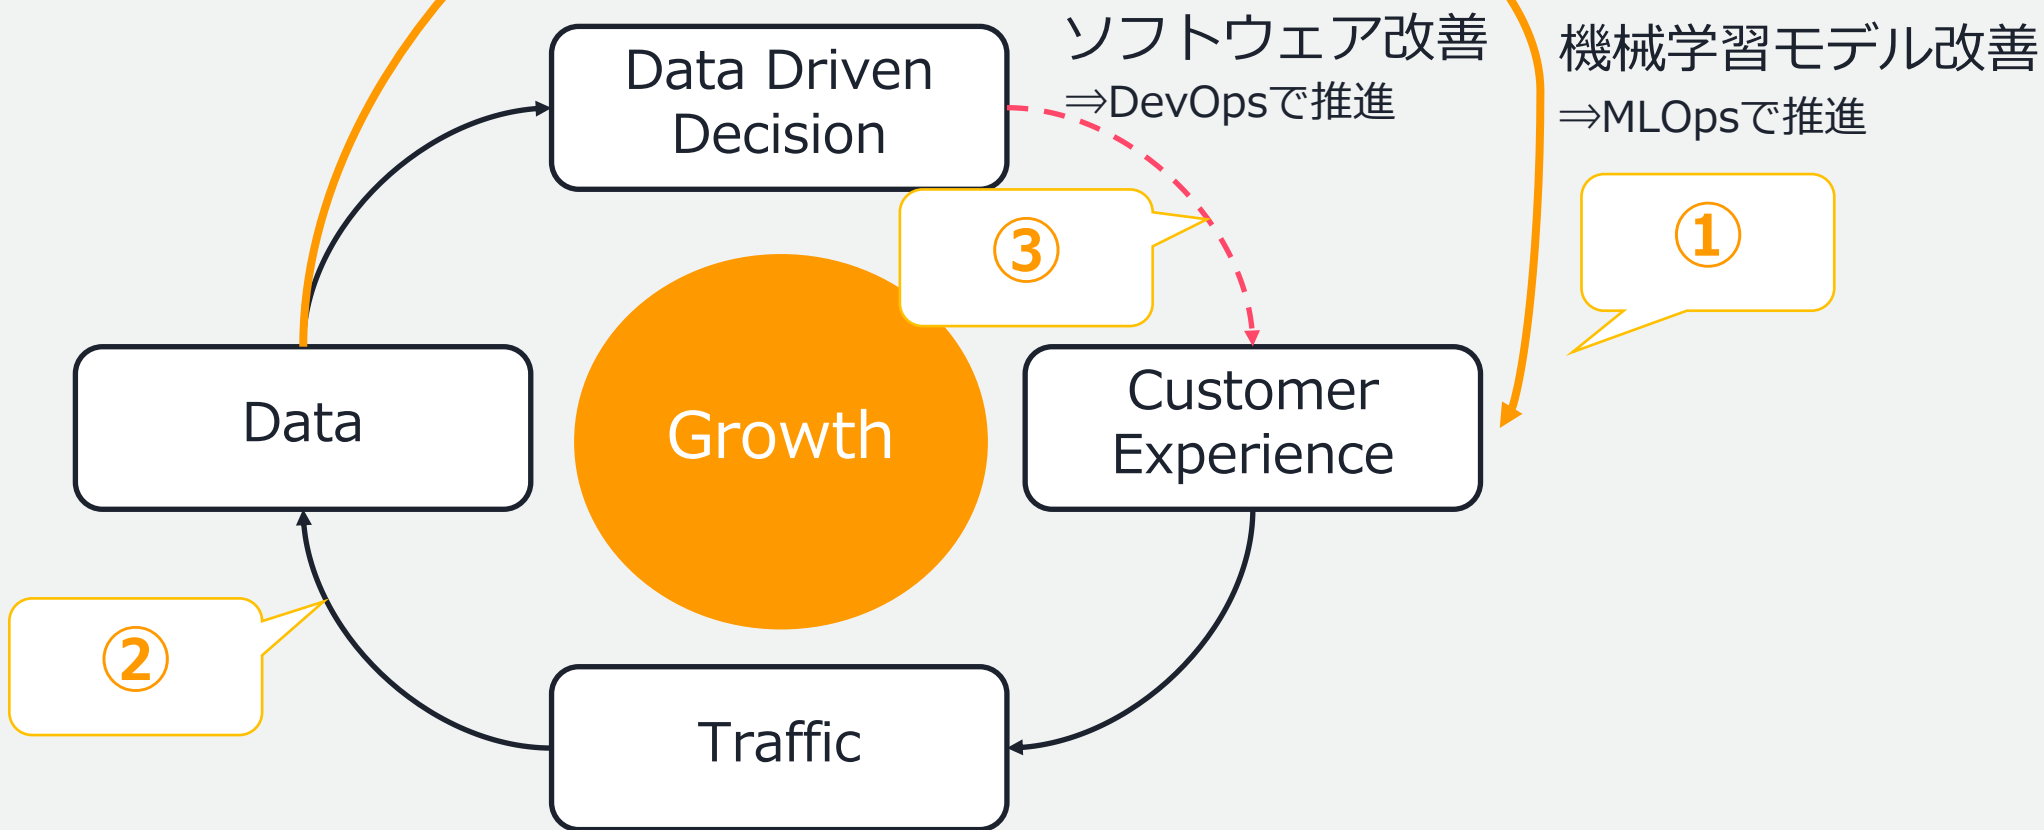 Data Driven
Decision
ソフトウェア改善
⇒DevOpsで推進
機械学習モデル改善
⇒MLOpsで推進
③
①
Data
Growth
Customer
Experience
②
Traffic